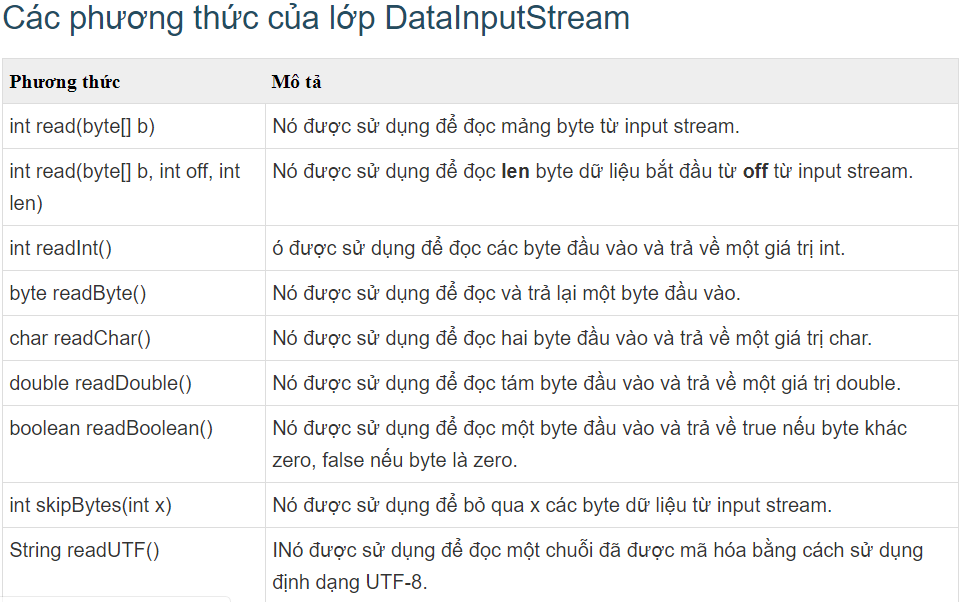 Các phương thức của lớp DataInputStream
Phương thức
Mô tả
int read(byte[] b)
Nó được sử dụng để đọc mảng byte từ input stream.
int read(byte[] b, int off, int
len)
Nó được sử dụng để đọc len byte dữ liệu bắt đầu từ off từ input stream.
int readInt()
ó được sử dụng để đọc các byte đầu vào và trả về một giá trị int.
byte readByte()
Nó được sử dụng để đọc và trả lại một byte đầu vào.
char readChar()
Nó được sử dụng để đọc hai byte đầu vào và trả về một giá trị char.
double readDouble()
Nó được sử dụng để đọc tám byte đầu vào và trả về một giá trị double.
boolean readBoolean()
Nó được sử dụng để đọc một byte đầu vào và trả về true nếu byte khác
zero, false nếu byte là zero.
int skipBytes(int x)
Nó được sử dụng để bỏ qua x các byte dữ liệu từ input stream.
String readUTF()
INó được sử dụng để đọc một chuỗi đã được mã hóa bằng cách sử dụng
định dạng UTF-8.